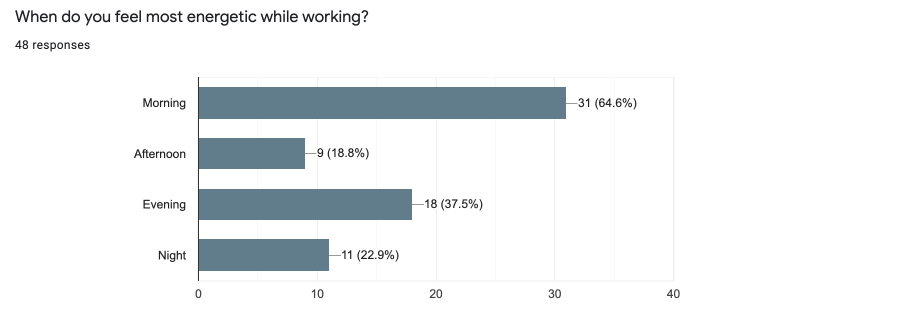 When do you feel most energetic while working?
48 responses
Morning 31 (64.6%)
Afternoon 9 (18.8%)
Evening 18 (37.5%)
Night 11 (22.9%)
0 10 20 30 40